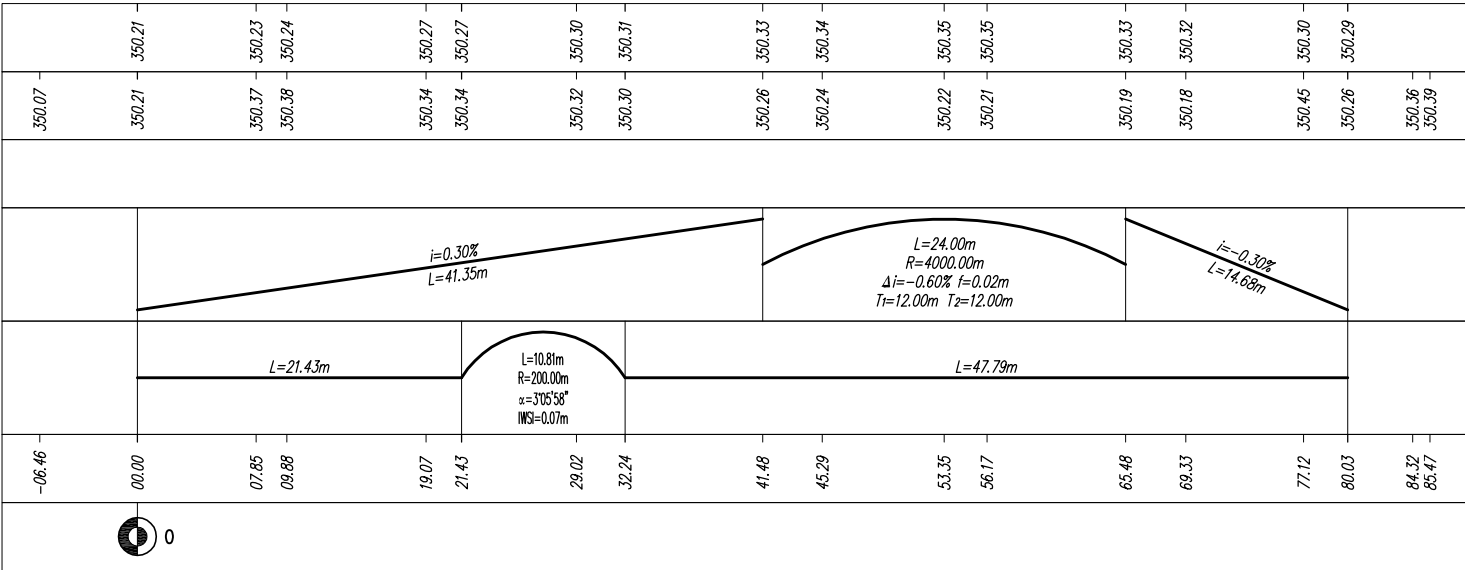 350.21 350.23 350.24 350.27 350.27 350.30 350.31 350.33 350.34 350.35 350.35 350.33 350.32 350.30 350.29
350.07 350.21 350.37 350.38 350.34 350.34 350.32 350.30 350.26 350.24 350.22 350.21 350.19 350.18 350.45 350.26 350.36 350.39
i=0.30%
L=41.35m
L=24.00m
R=4000.00m
Δi=-0.60% f=0.02m
T1=12.00m T2=12.00m
i=-0.30%
L=14.68m
L=21.43m
L=10.81m
R=200.00m
α=3°05'58"
|WS|=0.07m
L=47.79m
-06.46 00.00 07.85 09.88 19.07 21.43 29.02 32.24 41.48 45.29 53.35 56.17 65.48 69.33 77.12 80.03 84.32 85.47
0